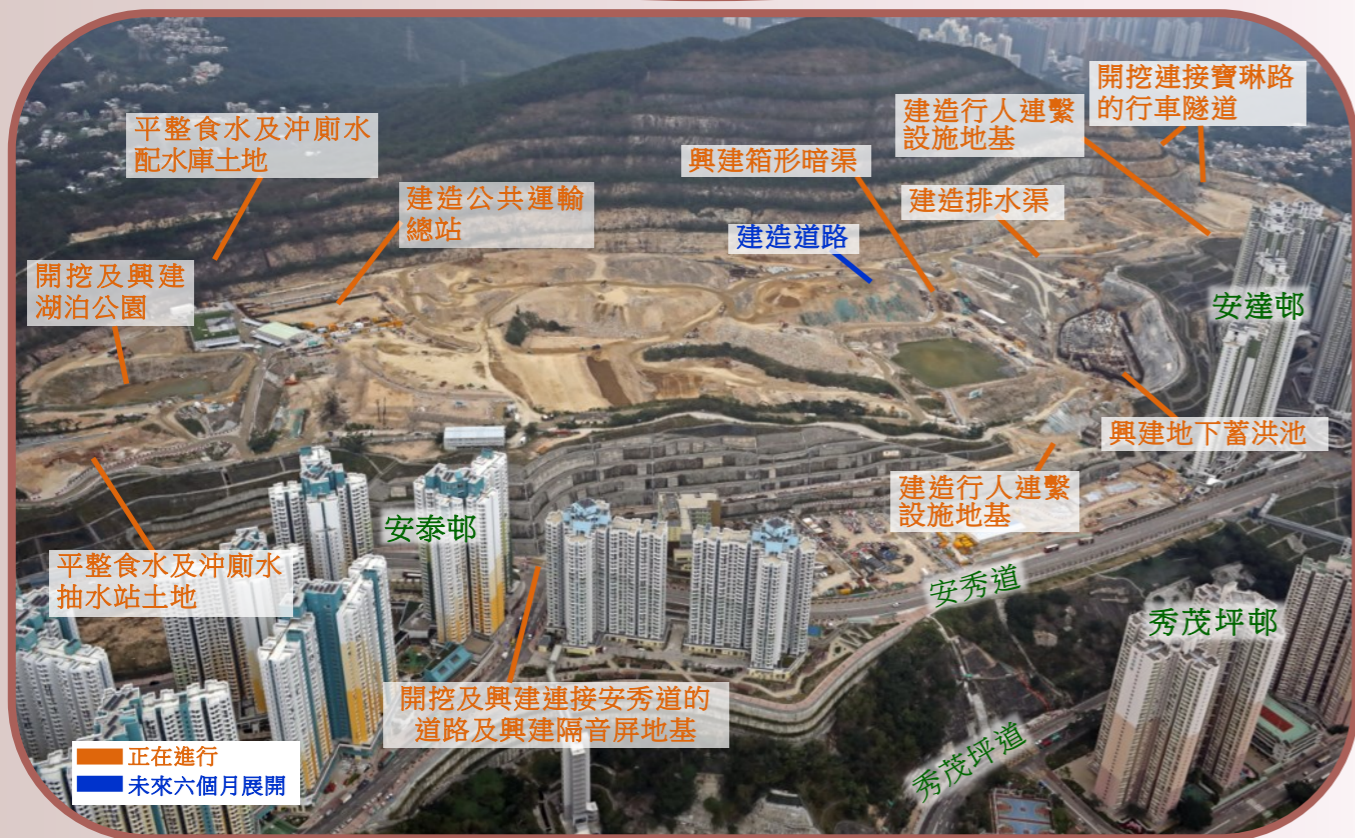 開挖連接寶琳路
的行車隧道
建造行人連繫
設施地基
平整食水及沖廁水
配水庫土地
興建箱形暗渠
建造公共運輸
總站
建造排水渠
建造道路
開挖及興建
湖泊公園
安達邨
興建地下蓄洪池
建造行人連繫
設施地基
安泰邨
平整食水及沖廁水
抽水站土地
安秀道
秀茂坪邨
開挖及興建連接安秀道的
道路及興建隔音屏地基
秀茂坪道
正在進行
未來六個月展開